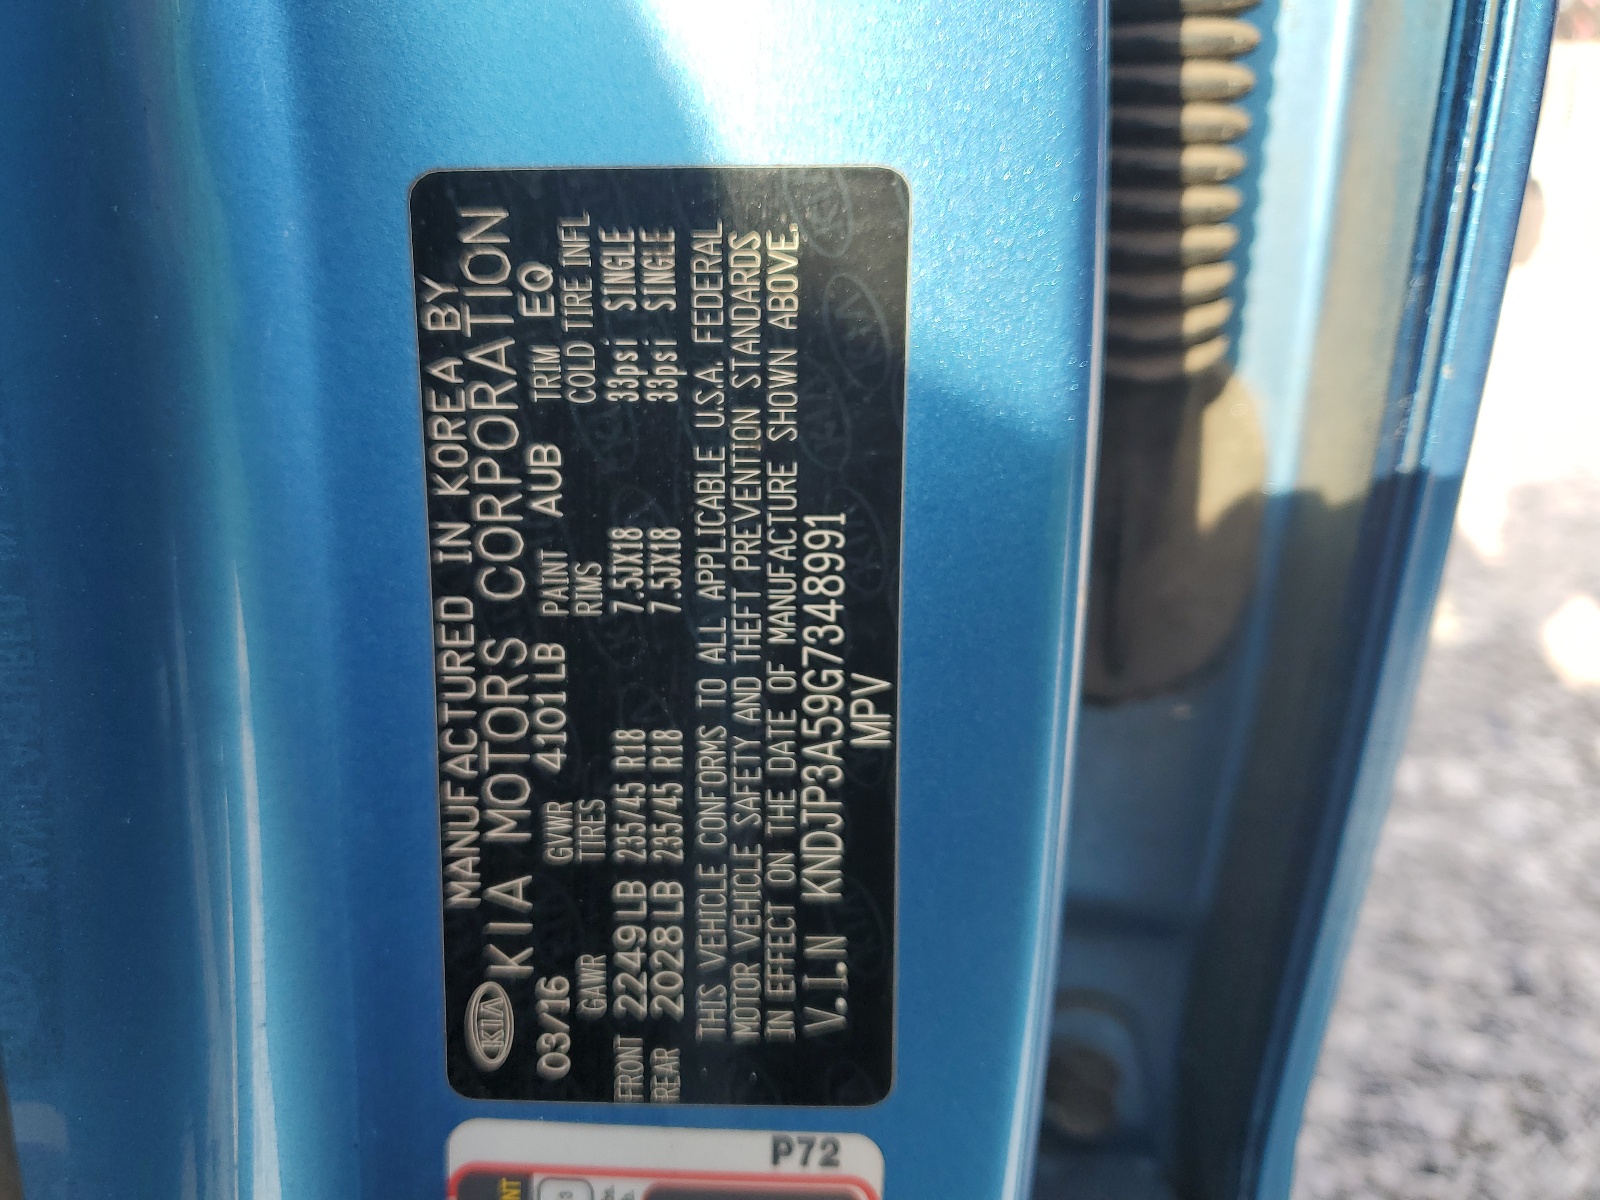 MANUFACTURED IN KOREA BY
KIA KIA MOTORS CORPORATION
03/16 GVWR 4101LB PAINT AUB TRIM EQ
GAWR TIRES RIMS COLD TIRE INFL
FRONT 2249LB 235/45 R18 7.5JX18 33psi SINGLE
REAR 2028LB 235/45 R18 7.5JX18 33psi SINGLE
THIS VEHICLE CONFORMS TO ALL APPLICABLE U.S.A. FEDERAL
MOTOR VEHICLE SAFETY AND THEFT PREVENTION STANDARDS
IN EFFECT ON THE DATE OF MANUFACTURE SHOWN ABOVE.
V.I.N KNDJP3A59G7348991
MPV
P72